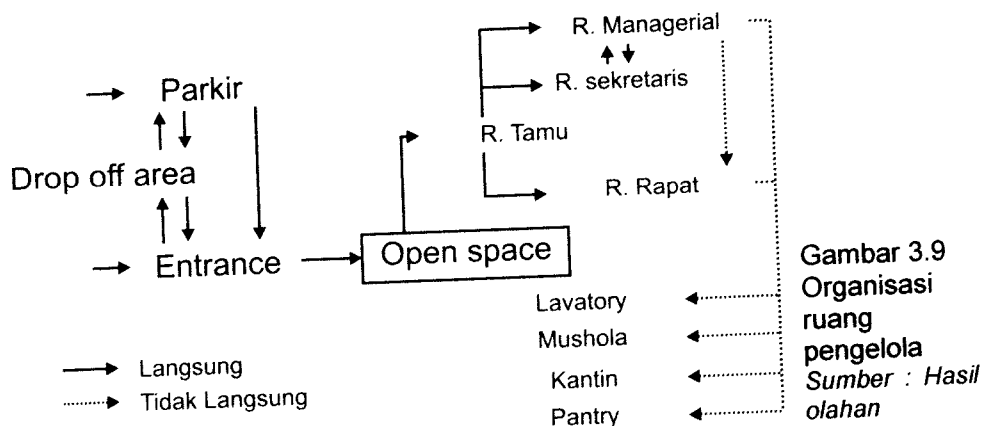 R. Managerial
Parkir
R. sekretaris
R. Tamu
Drop off area
R. Rapat
Entrance
Open space
Lavatory
Mushola
Kantin
Pantry
Langsung
Tidak Langsung
Gambar 3.9
Organisasi
ruang
pengelola
Sumber : Hasil
olahan